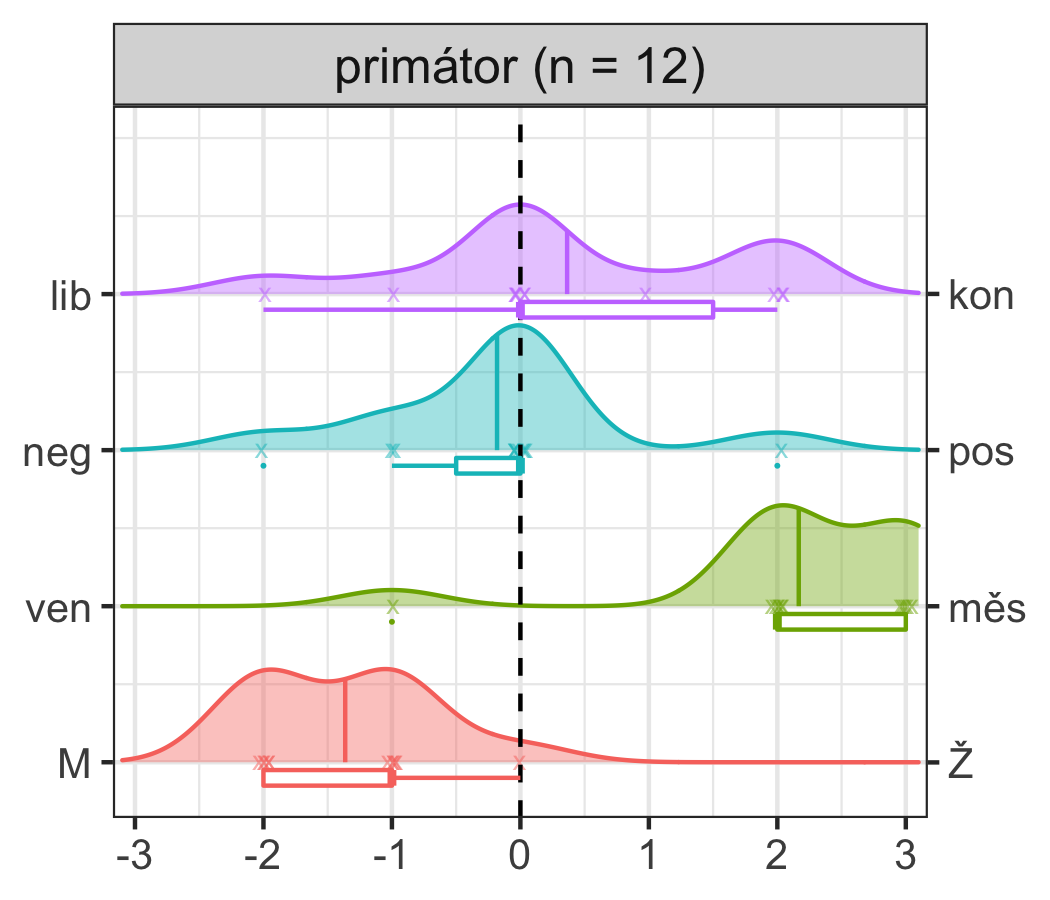 primátor (n = 12)
lib kon
neg pos
ven měs
M Ž
-3 -2 -1 0 1 2 3